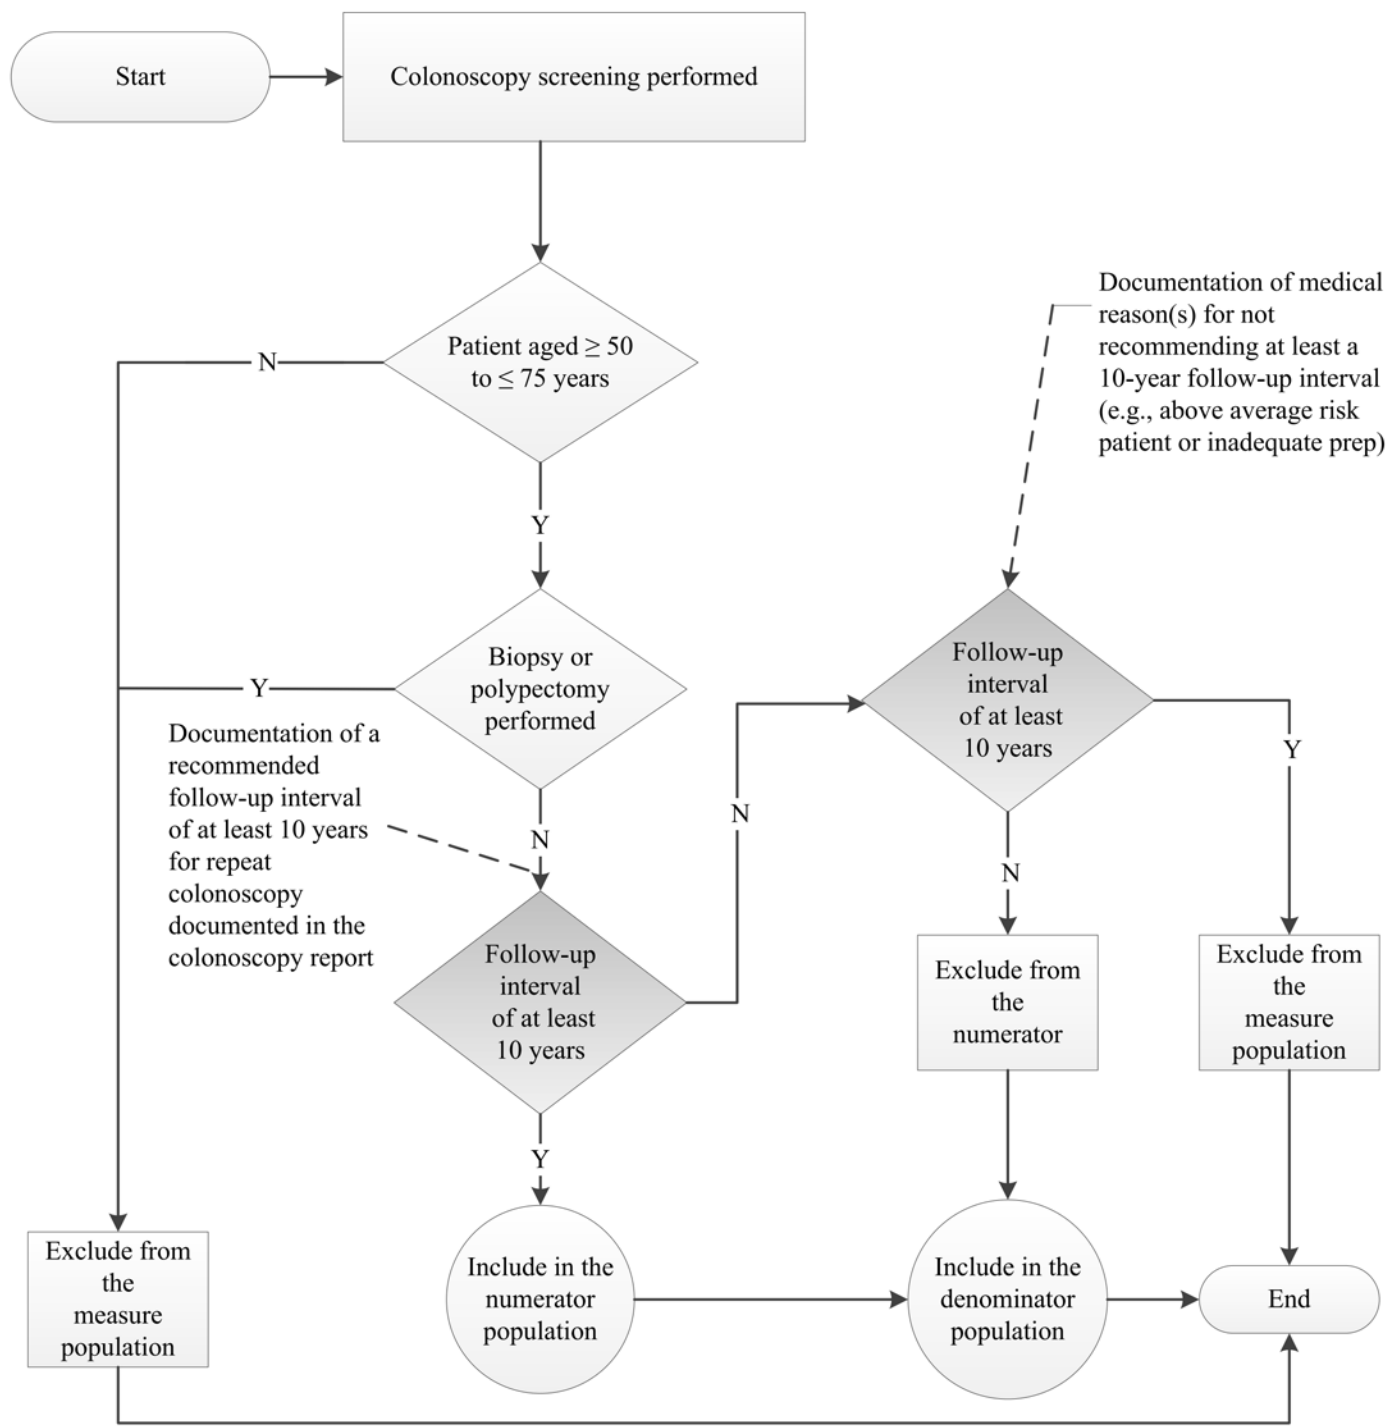 Start
Colonoscopy screening performed
Patient aged ≥ 50
to ≤ 75 years
N
Y
Documentation of medical
reason(s) for not
recommending at least a
10-year follow-up interval
(e.g., above average risk
patient or inadequate prep)
Biopsy or
polypectomy
performed
Y
N
Documentation of a
recommended
follow-up interval
of at least 10 years
for repeat
colonoscopy
documented in the
colonoscopy report
Follow-up
interval
of at least
10 years
N
Y
Follow-up
interval
of at least
10 years
Y
N
Exclude from
the
numerator
Exclude from
the
measure
population
Exclude from
the
measure
population
Include in the
numerator
population
Include in the
denominator
population
End